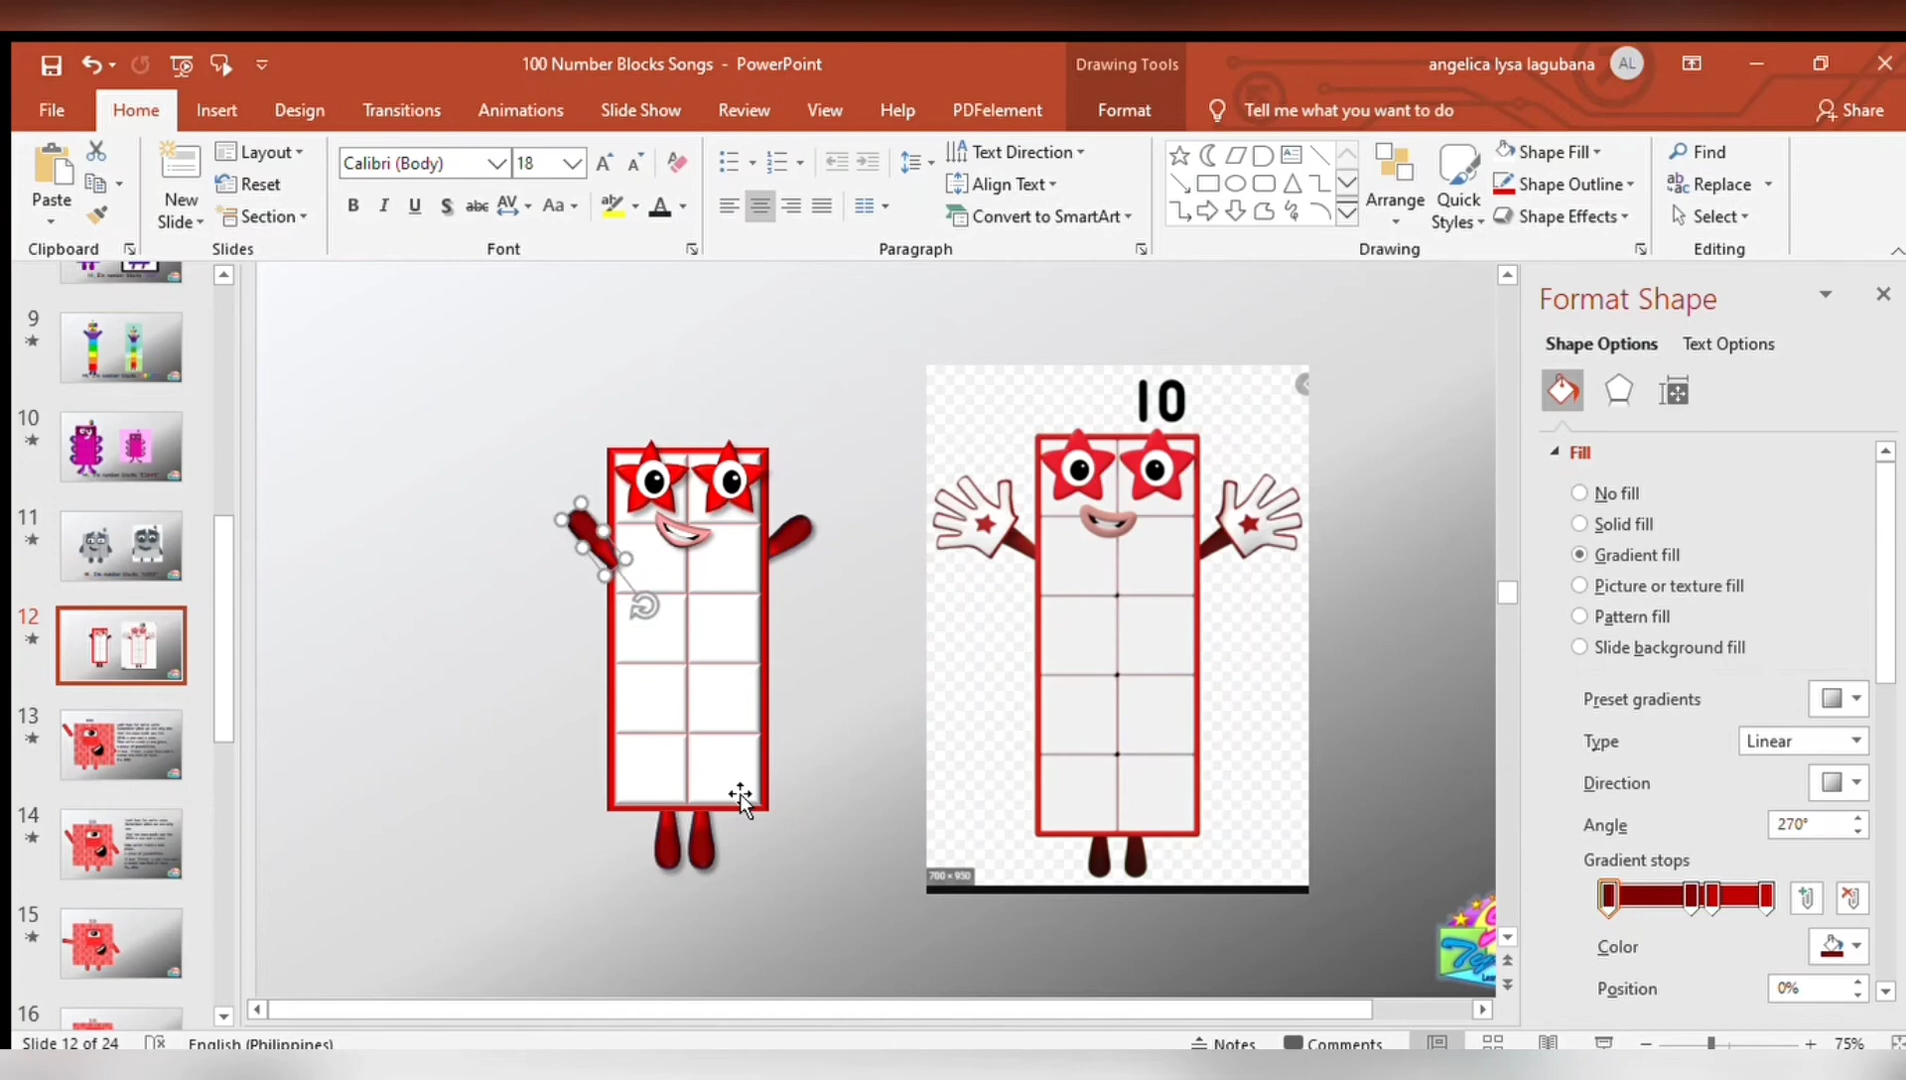 100 Number Blocks Songs - PowerPoint
Drawing Tools
angelica lysa lagubana
AL
File
Home
Insert
Design
Transitions
Animations
Slide Show
Review
View
Help
PDFelement
Format
Tell me what you want to do
Share
Paste
Clipboard
New
Slide
Layout
Reset
Section
Slides
Calibri (Body)
18
B I U S abc AV Aa
A
Font
Text Direction
Align Text
Convert to SmartArt
Paragraph
Arrange
Quick
Styles
Shape Fill
Shape Outline
Shape Effects
Drawing
Find
Replace
Select
Editing
9
10
11
12
13
14
15
16
10
700 × 950
Format Shape
Shape Options
Text Options
Fill
No fill
Solid fill
Gradient fill
Picture or texture fill
Pattern fill
Slide background fill
Preset gradients
Type
Linear
Direction
Angle
270°
Gradient stops
Color
Position
0%
Slide 12 of 24
English (Philippines)
Notes
Comments
75%